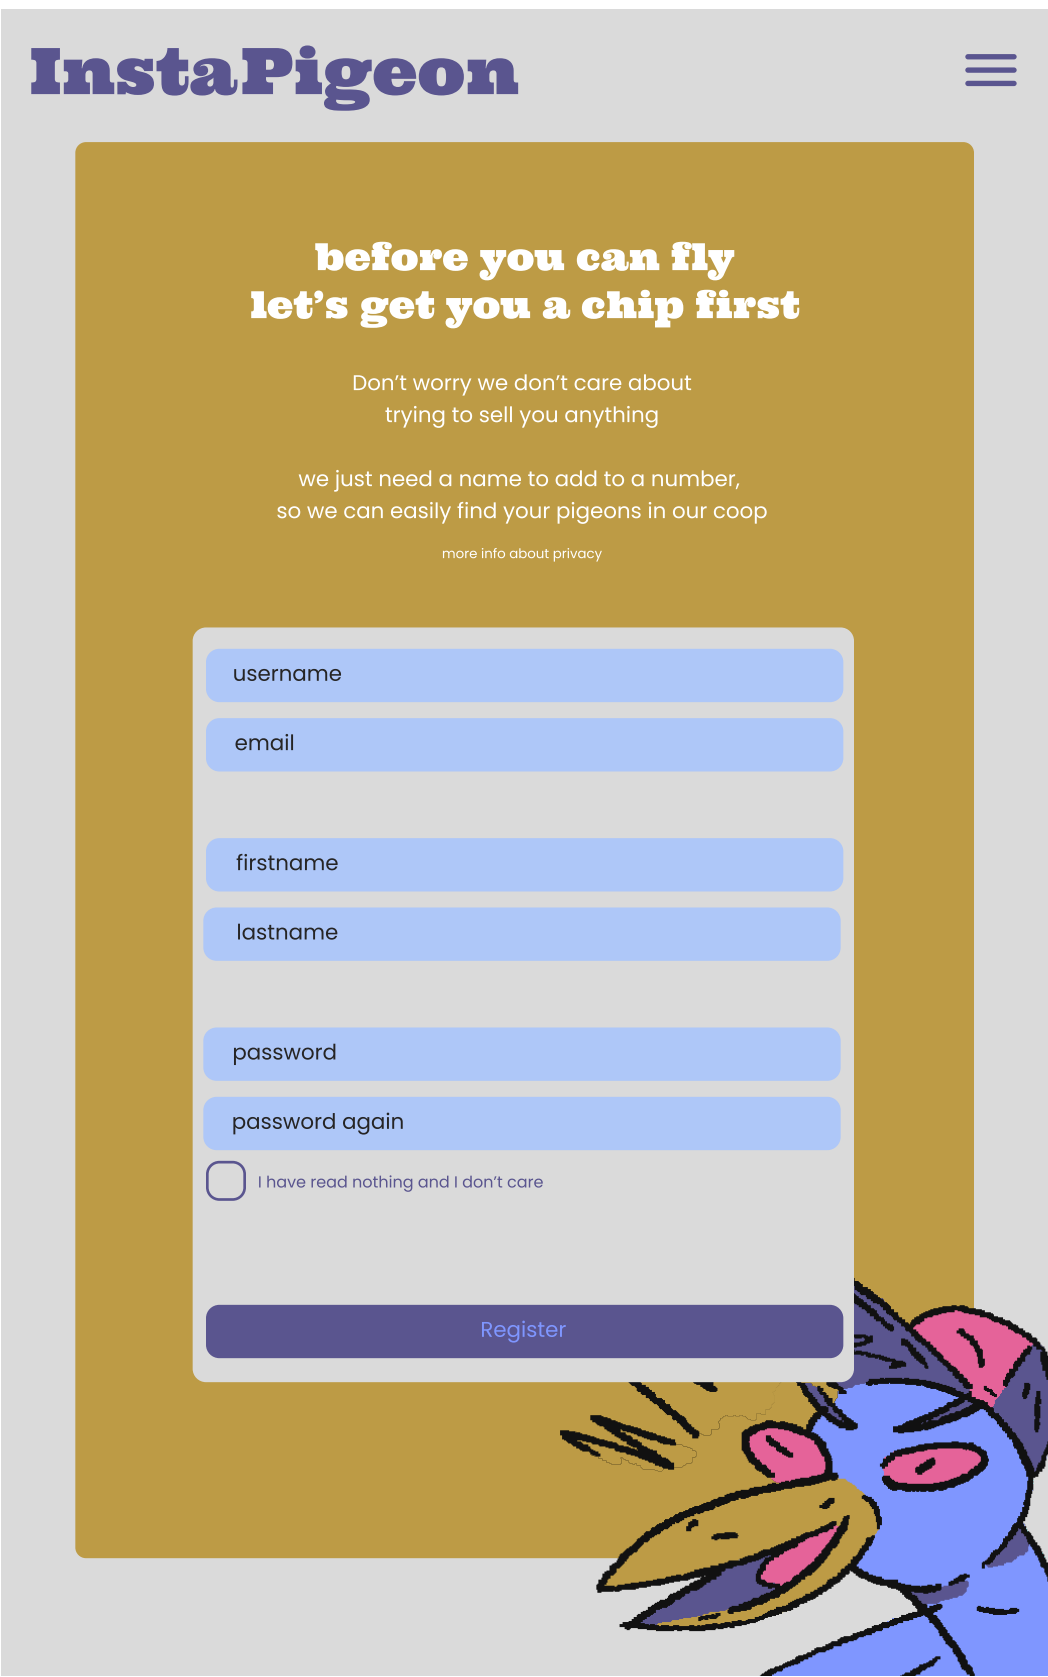 InstaPigeon
before you can fly
let’s get you a chip first
Don’t worry we don’t care about
trying to sell you anything
we just need a name to add to a number,
so we can easily find your pigeons in our coop
more info about privacy
username
email
firstname
lastname
password
password again
I have read nothing and I don’t care
Register